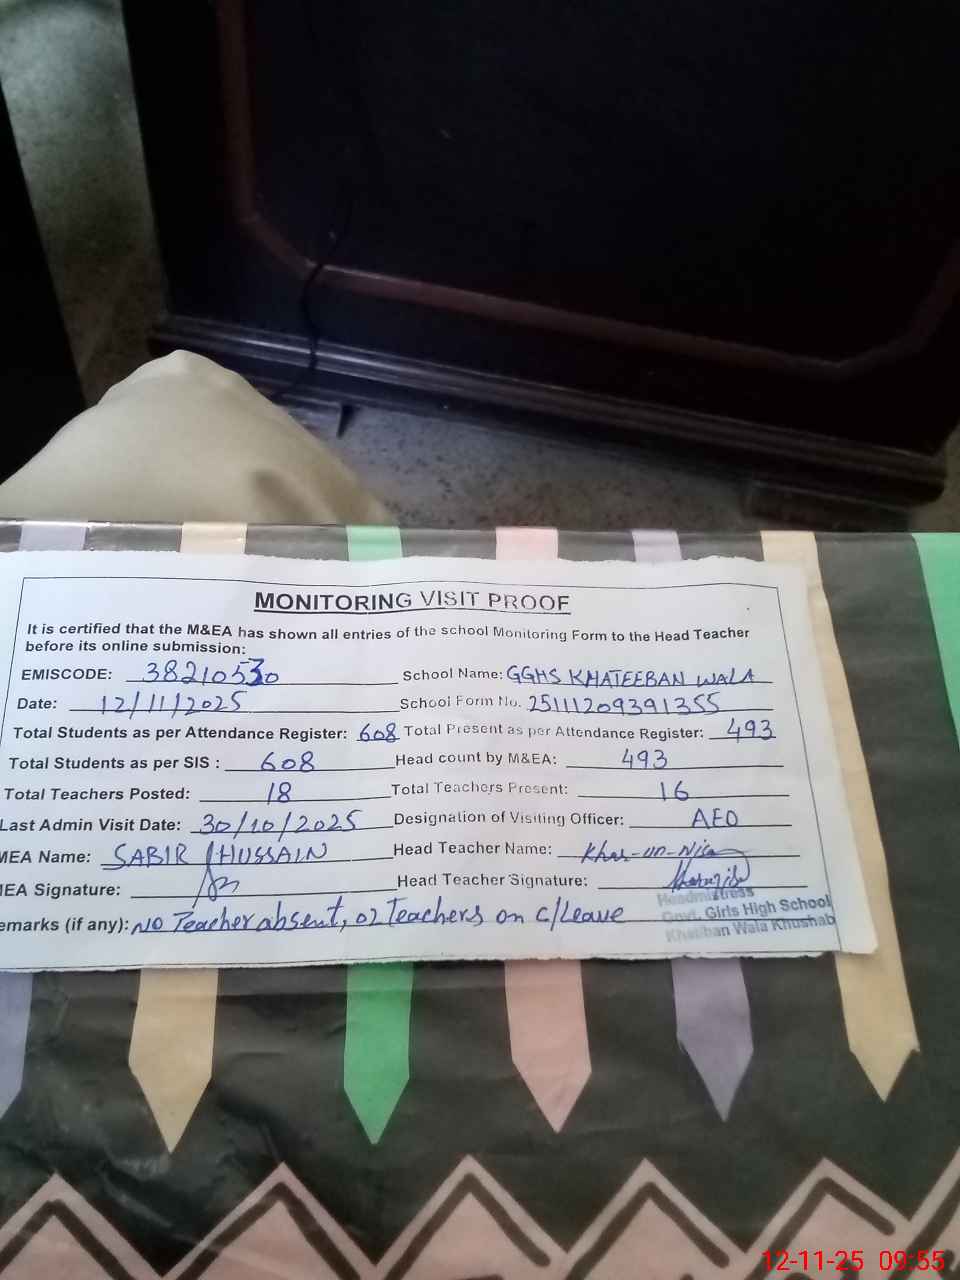 MONITORING VISIT PROOF
It is certified that the M&EA has shown all entries of the school Monitoring Form to the Head Teacher
before its online submission:
EMISCODE: 38210530 School Name: GGHS KHATEEBAN WALA
Date: 12/11/2025 School Form No. 25111209391355
Total Students as per Attendance Register: 608 Total Present as per Attendance Register: 493
Total Students as per SIS : 608 Head count by M&EA: 493
Total Teachers Posted: 18 Total Teachers Present: 16
Last Admin Visit Date: 30/10/2025 Designation of Visiting Officer: AEO
MEA Name: SABIR HUSSAIN Head Teacher Name: Khar-un-Nisa
MEA Signature: Head Teacher Signature:
emarks (if any): NO Teacher absent, 02 Teachers on C/Leave
Headmistress
Govt. Girls High School
Khatiban Wala Khushab
12-11-25 09:55